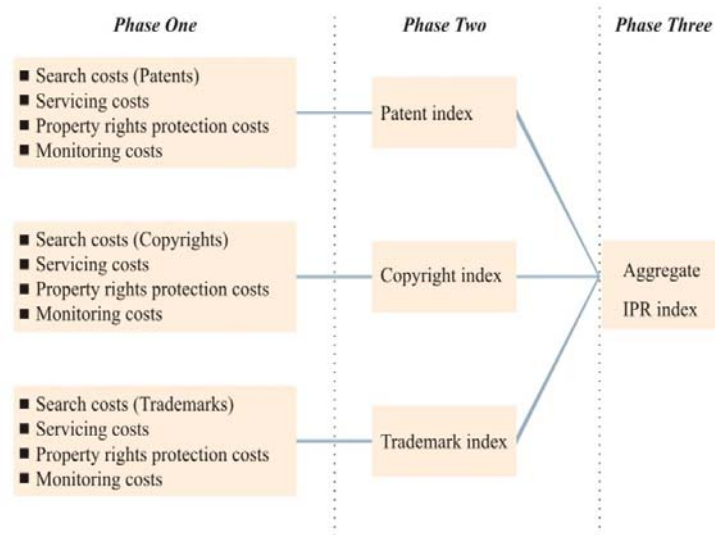 Phase One
Phase Two
Phase Three
■ Search costs (Patents)
■ Servicing costs
■ Property rights protection costs
■ Monitoring costs
Patent index
■ Search costs (Copyrights)
■ Servicing costs
■ Property rights protection costs
■ Monitoring costs
Copyright index
Aggregate
IPR index
■ Search costs (Trademarks)
■ Servicing costs
■ Property rights protection costs
■ Monitoring costs
Trademark index